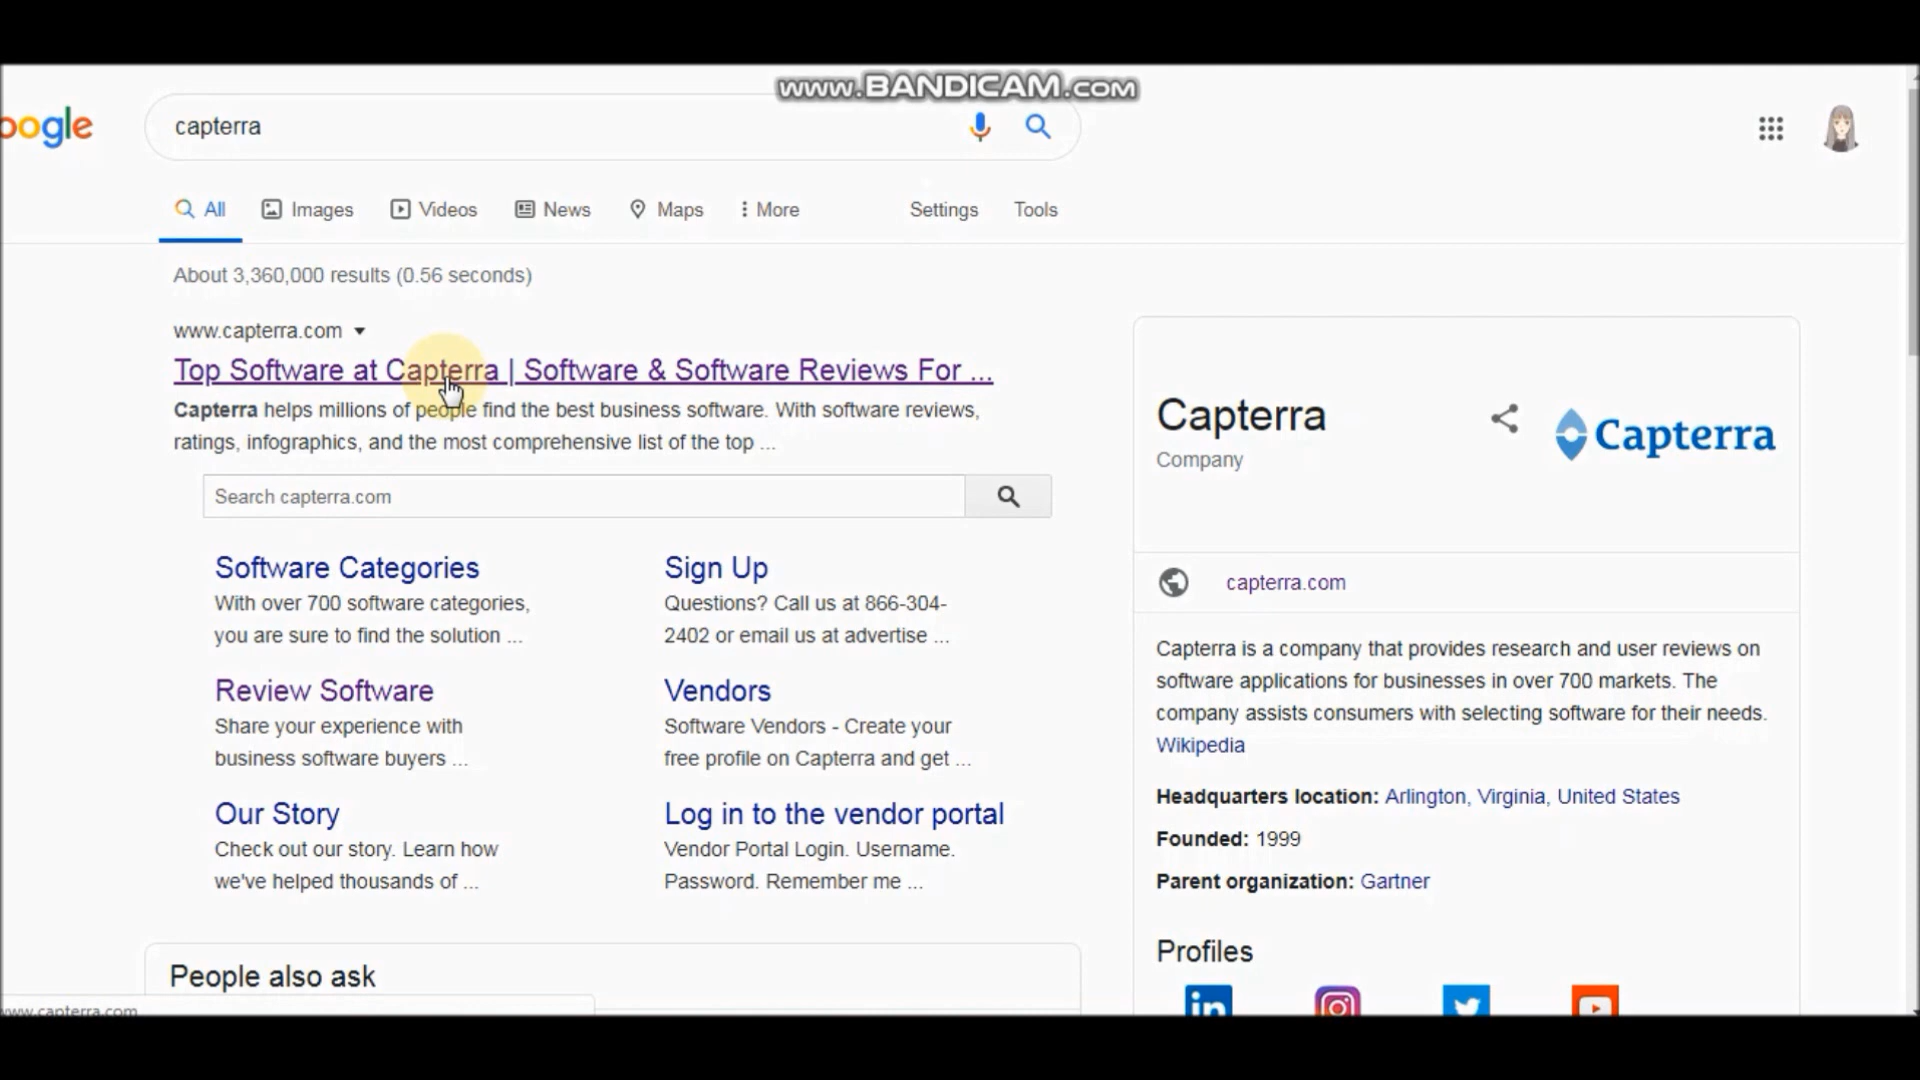 www.BANDICAM.com
oogle
capterra
All Images Videos News Maps More Settings Tools
About 3,360,000 results (0.56 seconds)
www.capterra.com
Top Software at Capterra | Software & Software Reviews For ...
Capterra helps millions of people find the best business software. With software reviews,
ratings, infographics, and the most comprehensive list of the top ...
Search capterra.com
Software Categories
With over 700 software categories,
you are sure to find the solution ...
Sign Up
Questions? Call us at 866-304-
2402 or email us at advertise ...
Review Software
Share your experience with
business software buyers ...
Vendors
Software Vendors - Create your
free profile on Capterra and get ...
Our Story
Check out our story. Learn how
we've helped thousands of ...
Log in to the vendor portal
Vendor Portal Login. Username.
Password. Remember me ...
People also ask
www.capterra.com
Capterra
Company
Capterra
capterra.com
Capterra is a company that provides research and user reviews on
software applications for businesses in over 700 markets. The
company assists consumers with selecting software for their needs.
Wikipedia
Headquarters location: Arlington, Virginia, United States
Founded: 1999
Parent organization: Gartner
Profiles
in